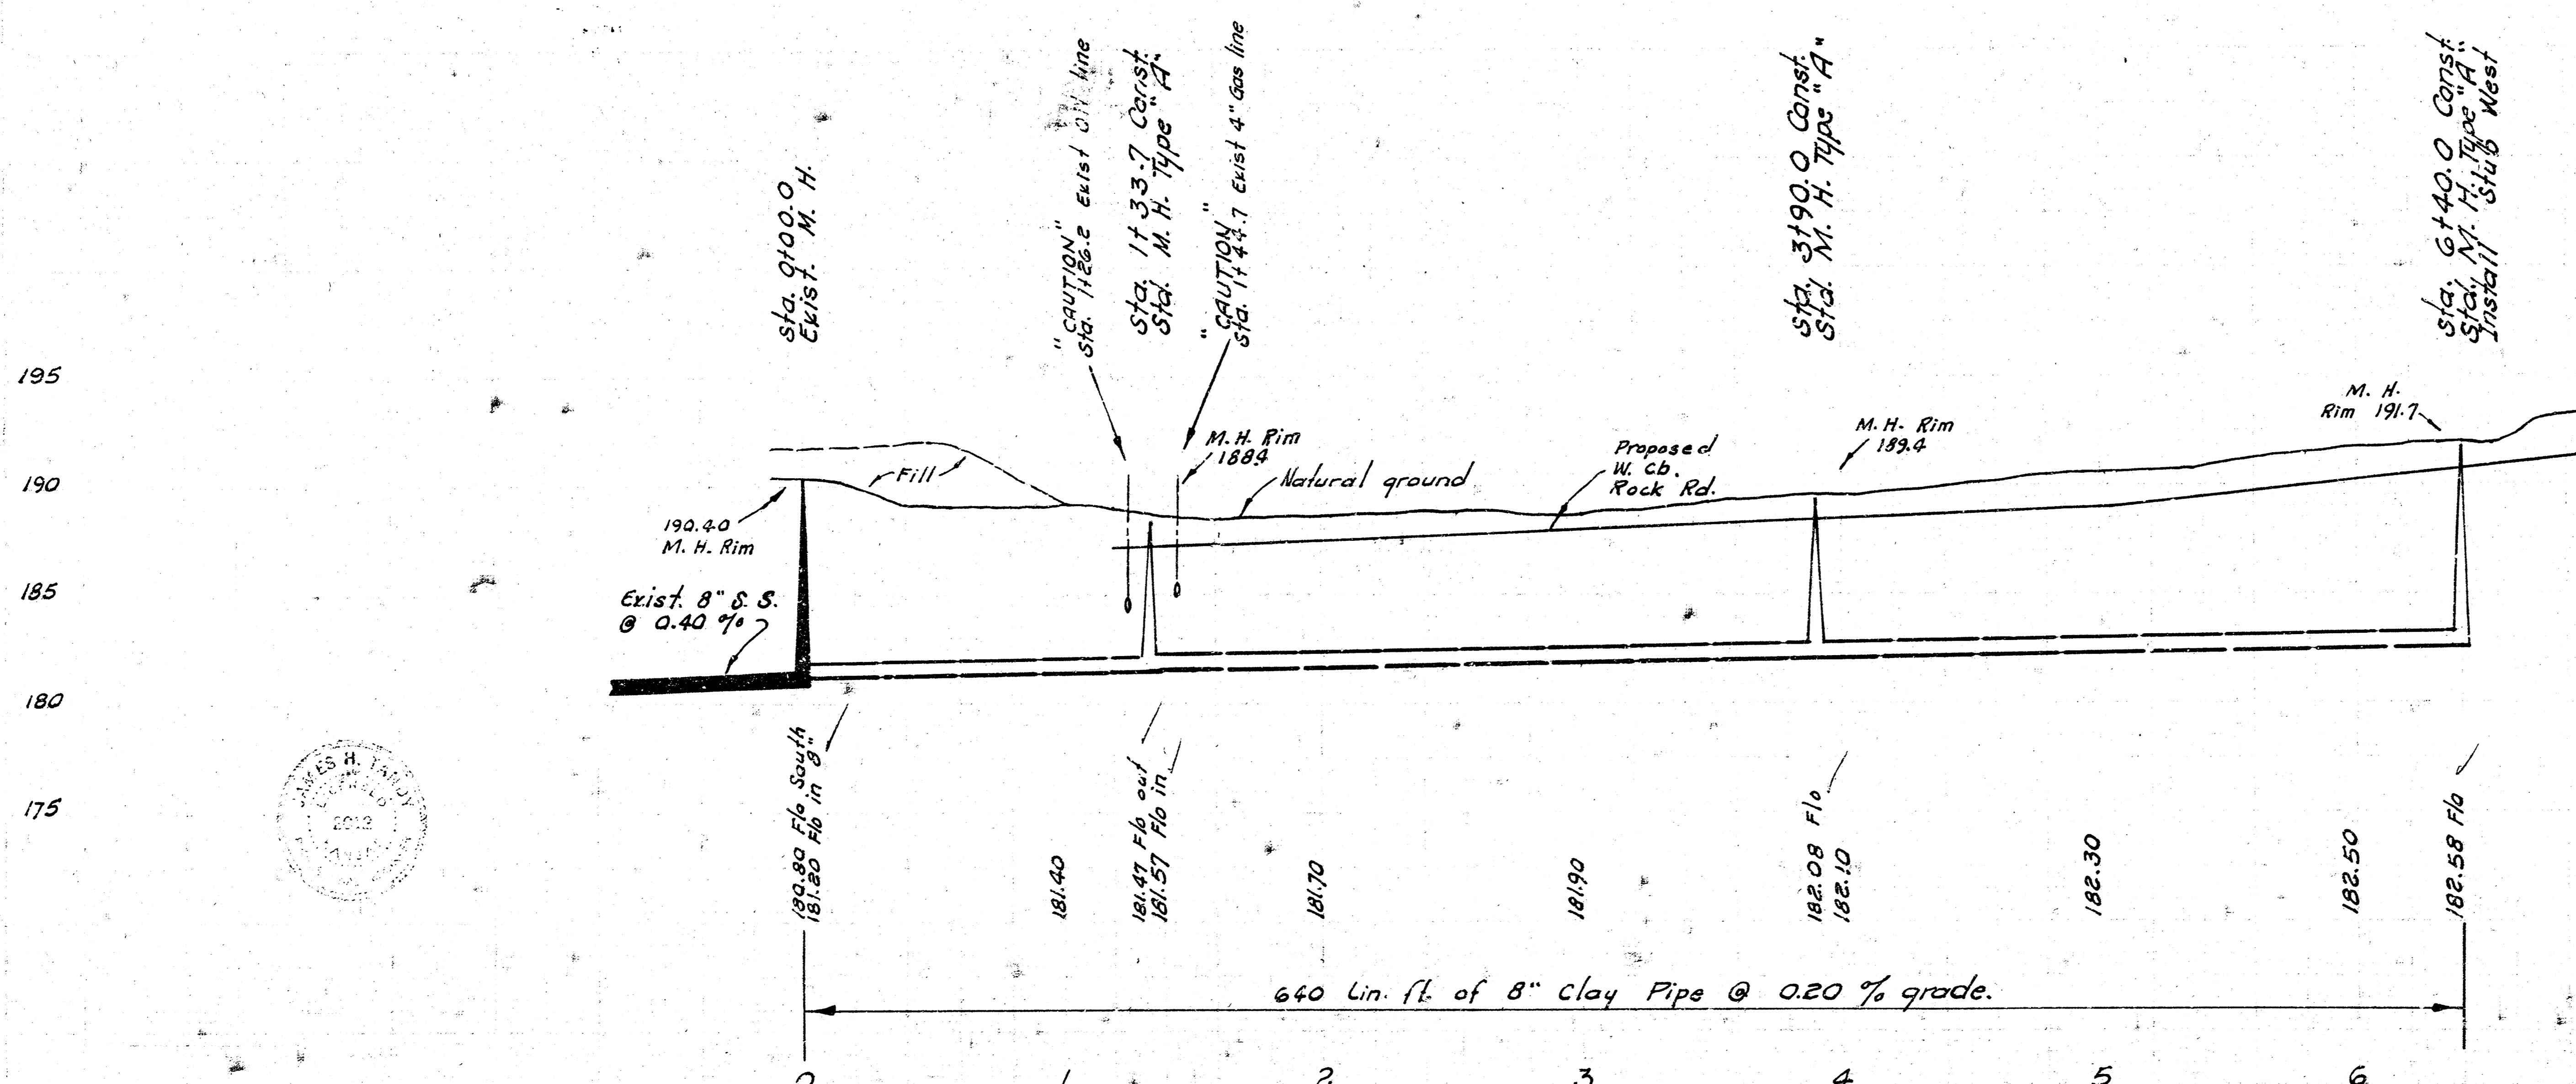 Sta. 0+00.0
Exist. M. H.
"CAUTION"
Sta. 1+26.2 Exist Oil line
Sta. 1+33.7 Const.
Std. M. H. Type "A"
"CAUTION"
Sta. 1+44.7 Exist 4" Gas line
Sta. 3+90.0 Const.
Std. M. H. Type "A"
Sta. 6+40.0 Const.
Std. M. H. Type "A"
Install Stub West
195
190
185
180
175
190.40
M. H. Rim
Fill
M. H. Rim
188.4
Natural ground
Proposed
W. Cb.
Rock Rd.
M. H. Rim
189.4
M. H.
Rim 191.7
Exist. 8" S. S.
@ 0.40 %
JAMES H. TANDY
2012
180.80 Flo South
181.20 Flo in 8"
181.40
181.47 Flo out
181.57 Flo in
181.70
181.90
182.08 Flo
182.10
182.30
182.50
182.58 Flo
640 Lin. ft. of 8" Clay Pipe @ 0.20 % grade.
0 1 2 3 4 5 6